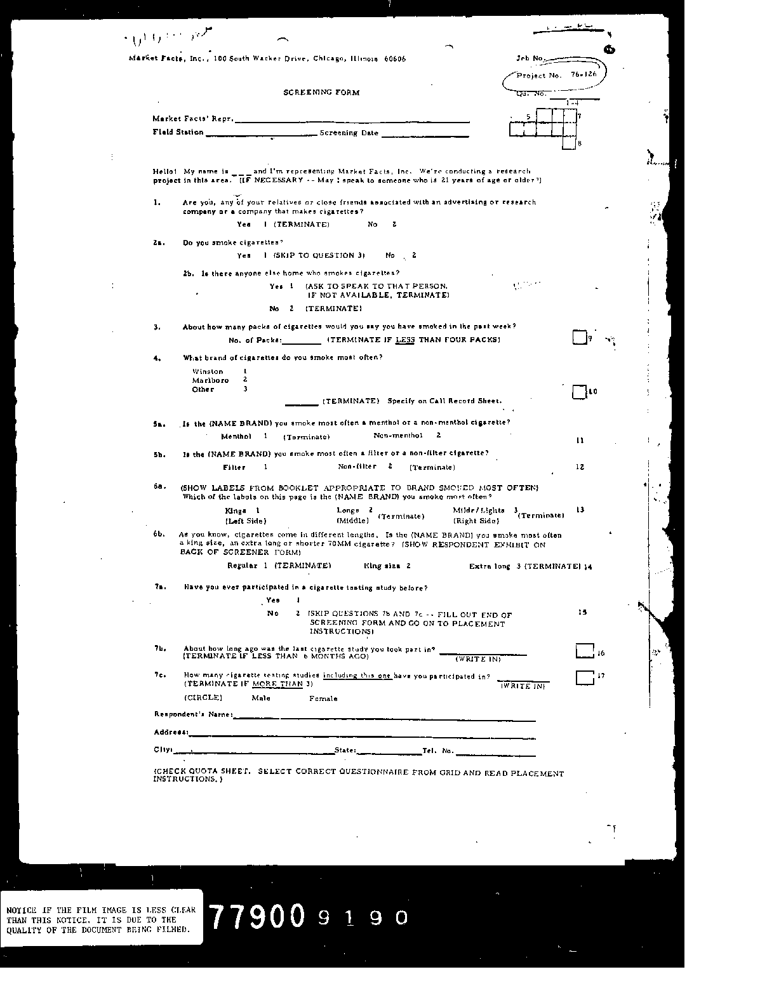 Market Facts, Inc., 100 South Wacker Drive, Chicago, Illinois 60606
Job No.
Project No. 76-126
Qu. No.
1-4
SCREENING FORM
Market Facts' Repr.
5 7
Field Station Screening Date
8
Hello! My name is ___ and I'm representing Market Facts, Inc. We're conducting a research
project in this area. (IF NECESSARY -- May I speak to someone who is 21 years of age or older?)
1. Are you, any of your relatives or close friends associated with an advertising or research
company or a company that makes cigarettes?
Yes 1 (TERMINATE) No 2
2a. Do you smoke cigarettes?
Yes 1 (SKIP TO QUESTION 3) No 2
2b. Is there anyone else home who smokes cigarettes?
Yes 1 (ASK TO SPEAK TO THAT PERSON.
IF NOT AVAILABLE, TERMINATE)
No 2 (TERMINATE)
3. About how many packs of cigarettes would you say you have smoked in the past week?
No. of Packs: (TERMINATE IF LESS THAN FOUR PACKS) 9
4. What brand of cigarettes do you smoke most often?
Winston 1
Marlboro 2
Other 3 10
(TERMINATE) Specify on Call Record Sheet.
5a. Is the (NAME BRAND) you smoke most often a menthol or a non-menthol cigarette?
Menthol 1 (Terminate) Non-menthol 2 11
5b. Is the (NAME BRAND) you smoke most often a filter or a non-filter cigarette?
Filter 1 Non-filter 2 (Terminate) 12
6a. (SHOW LABELS FROM BOOKLET APPROPRIATE TO BRAND SMOKED MOST OFTEN)
Which of the labels on this page is the (NAME BRAND) you smoke most often?
Kings 1 Longs 2 (Terminate) Milds/Lights 3 (Terminate) 13
(Left Side) (Middle) (Right Side)
6b. As you know, cigarettes come in different lengths. Is the (NAME BRAND) you smoke most often
a king size, an extra long or shorter 70MM cigarette? (SHOW RESPONDENT EXHIBIT ON
BACK OF SCREENER FORM)
Regular 1 (TERMINATE) King size 2 Extra long 3 (TERMINATE) 14
7a. Have you ever participated in a cigarette testing study before?
Yes 1
No 2 (SKIP QUESTIONS 7b AND 7c -- FILL OUT END OF 15
SCREENING FORM AND GO ON TO PLACEMENT
INSTRUCTIONS)
7b. About how long ago was the last cigarette study you took part in?
(TERMINATE IF LESS THAN 6 MONTHS AGO) (WRITE IN) 16
7c. How many cigarette testing studies including this one have you participated in? 17
(TERMINATE IF MORE THAN 3) (WRITE IN)
(CIRCLE) Male Female
Respondent's Name:
Address:
City: State: Tel. No.
(CHECK QUOTA SHEET. SELECT CORRECT QUESTIONNAIRE FROM GRID AND READ PLACEMENT
INSTRUCTIONS.)
NOTICE IF THE FILM IMAGE IS LESS CLEAR
THAN THIS NOTICE. IT IS DUE TO THE
QUALITY OF THE DOCUMENT BEING FILMED.
77900 9190